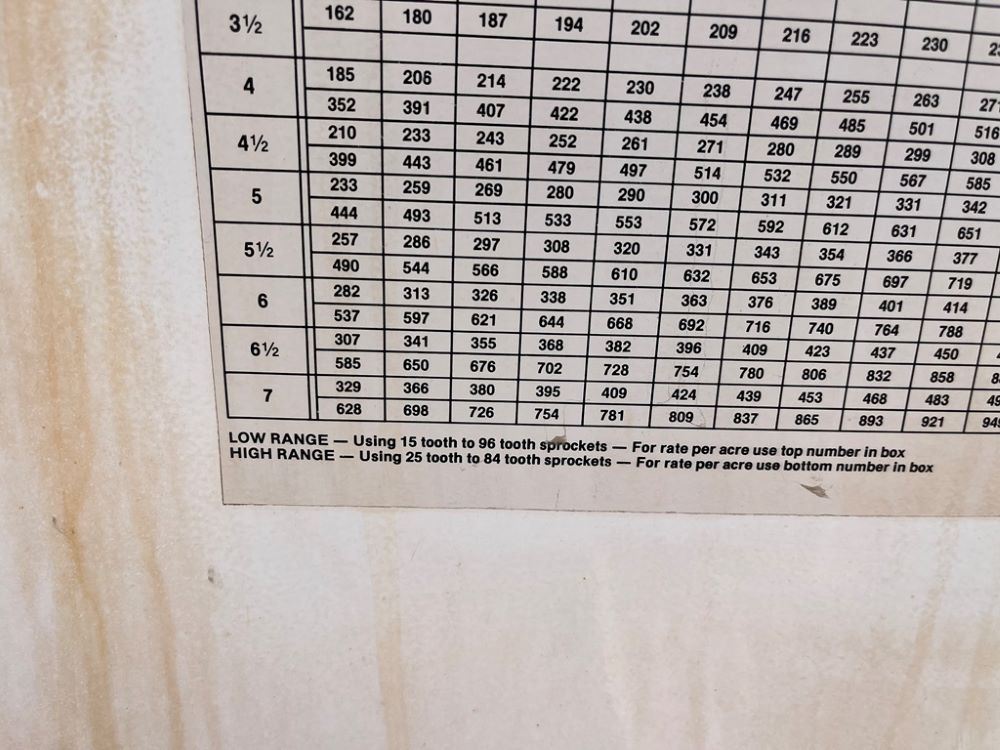 3½ 162 180 187 194 202 209 216 223 230
4 185 206 214 222 230 238 247 255 263
352 391 407 422 438 454 469 485 501 516
4½ 210 233 243 252 261 271 280 289 299 308
399 443 461 479 497 514 532 550 567 585
5 233 259 269 280 290 300 311 321 331 342
444 493 513 533 553 572 592 612 631 651
5½ 257 286 297 308 320 331 343 354 366 377
490 544 566 588 610 632 653 675 697 719
6 282 313 326 338 351 363 376 389 401 414
537 597 621 644 668 692 716 740 764 788
6½ 307 341 355 368 382 396 409 423 437 450
585 650 676 702 728 754 780 806 832 858
7 329 366 380 395 409 424 439 453 468 483
628 698 726 754 781 809 837 865 893 921
LOW RANGE — Using 15 tooth to 96 tooth sprockets — For rate per acre use top number in box
HIGH RANGE — Using 25 tooth to 84 tooth sprockets — For rate per acre use bottom number in box